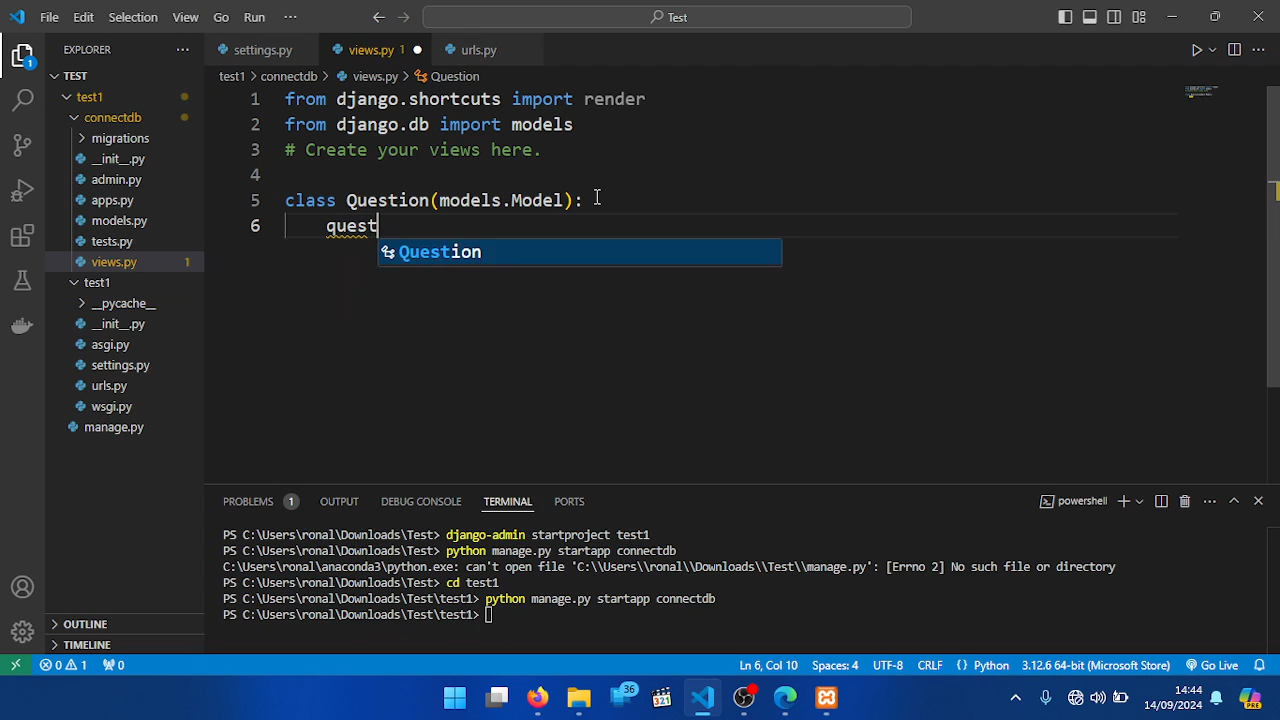 File Edit Selection View Go Run ··· Test
EXPLORER ···
TEST
test1
connectdb
migrations
__init__.py
admin.py
apps.py
models.py
tests.py
views.py 1
test1
__pycache__
__init__.py
asgi.py
settings.py
urls.py
wsgi.py
manage.py
OUTLINE
TIMELINE
1
settings.py views.py 1 urls.py
test1 > connectdb > views.py > Question
1 from django.shortcuts import render
2 from django.db import models
3 # Create your views here.
4
5 class Question(models.Model):
6 quest
Question
PROBLEMS 1 OUTPUT DEBUG CONSOLE TERMINAL PORTS powershell
PS C:\Users\ronal\Downloads\Test> django-admin startproject test1
PS C:\Users\ronal\Downloads\Test> python manage.py startapp connectdb
C:\Users\ronal\anaconda3\python.exe: can't open file 'C:\\Users\\ronal\\Downloads\\Test\\manage.py': [Errno 2] No such file or directory
PS C:\Users\ronal\Downloads\Test> cd test1
PS C:\Users\ronal\Downloads\Test\test1> python manage.py startapp connectdb
PS C:\Users\ronal\Downloads\Test\test1>
0 1 0 Ln 6, Col 10 Spaces: 4 UTF-8 CRLF {} Python 3.12.6 64-bit (Microsoft Store) Go Live
36 321 14:44
14/09/2024
PRE